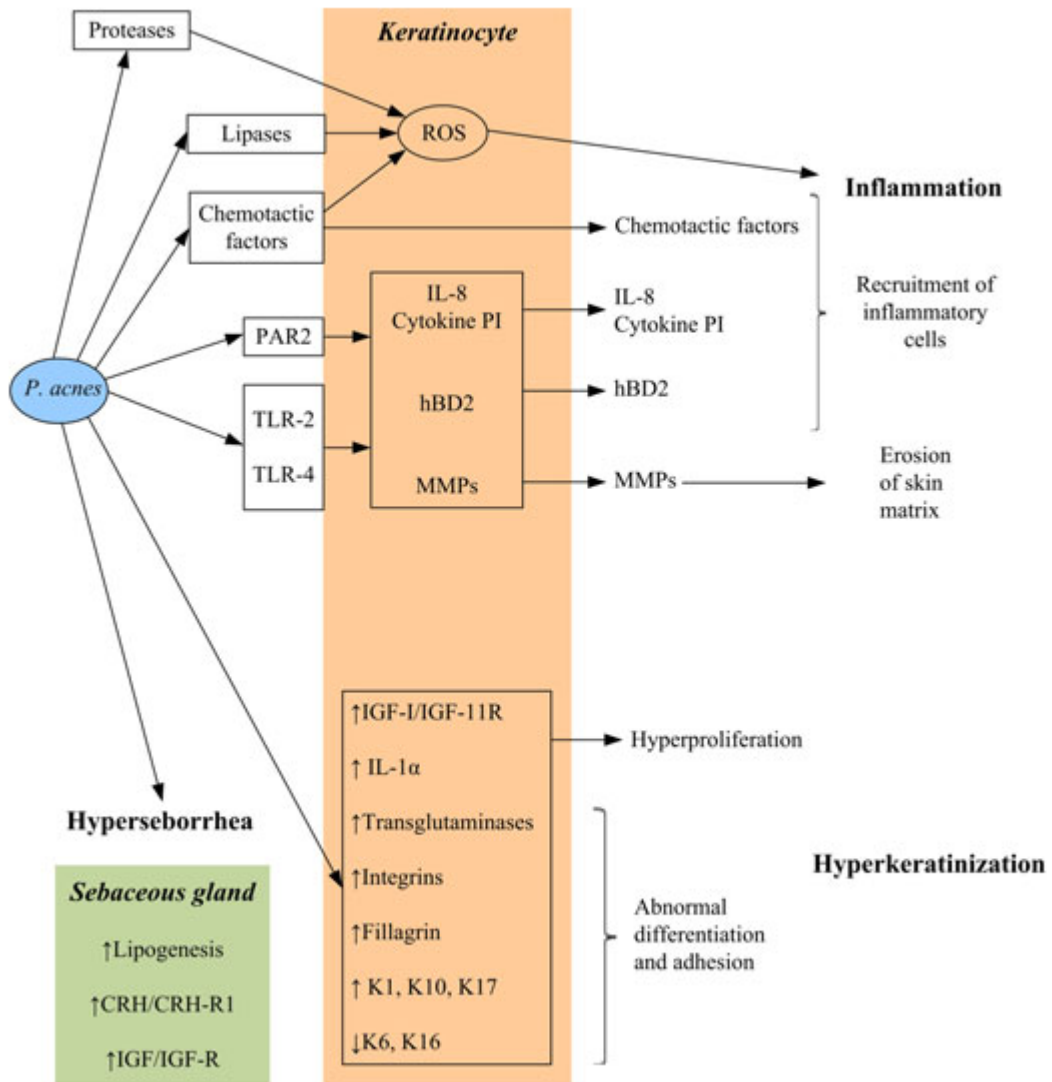 Proteases
Keratinocyte
Lipases
ROS
Inflammation
Chemotactic
factors
Chemotactic factors
IL-8
Cytokine PI
IL-8
Cytokine PI
Recruitment of
inflammatory
cells
PAR2
P. acnes
hBD2
hBD2
TLR-2
TLR-4
MMPs
MMPs
Erosion
of skin
matrix
↑IGF-I/IGF-11R
Hyperproliferation
↑ IL-1α
Hyperseborrhea
↑Transglutaminases
Hyperkeratinization
Sebaceous gland
↑Integrins
Abnormal
differentiation
and adhesion
↑Lipogenesis
↑Fillagrin
↑CRH/CRH-R1
↑ K1, K10, K17
↑IGF/IGF-R
↓K6, K16